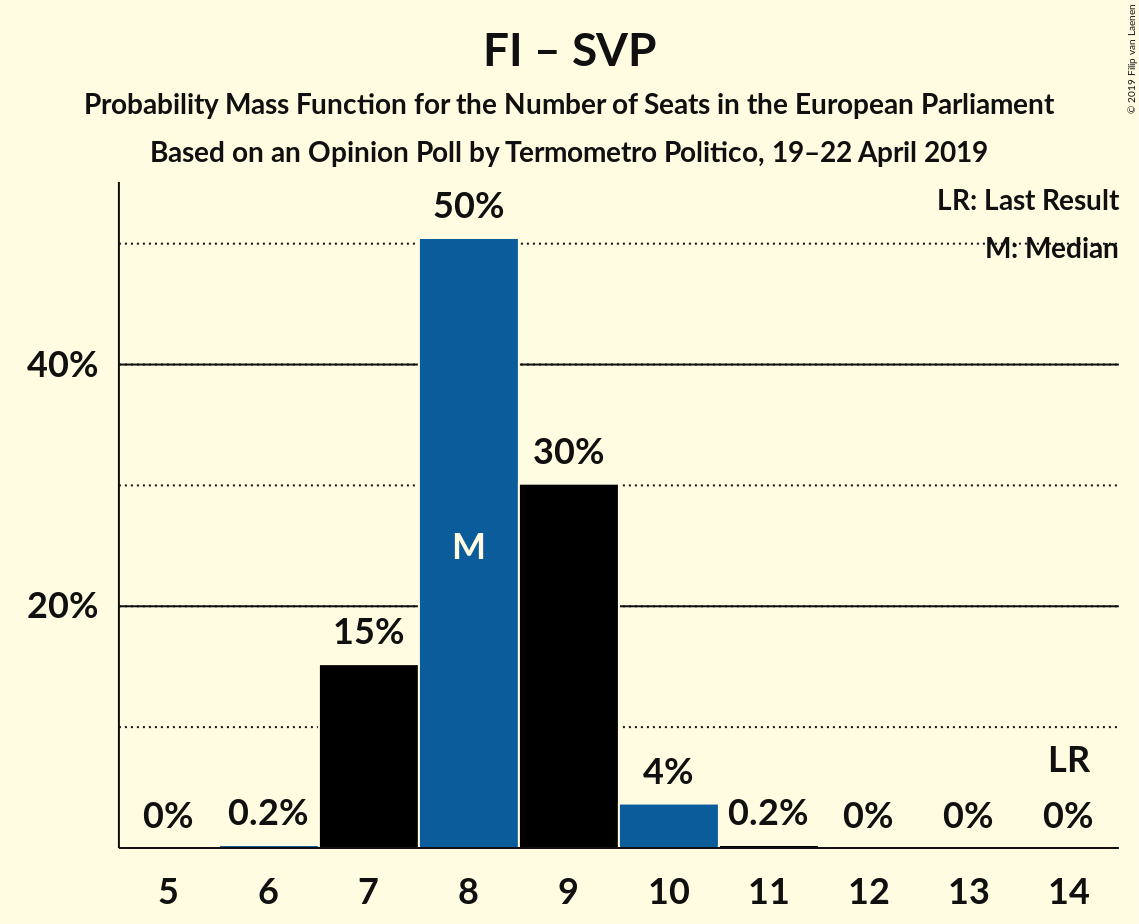 FI – SVP
Probability Mass Function for the Number of Seats in the European Parliament
Based on an Opinion Poll by Termometro Politico, 19–22 April 2019
© 2019 Filip van Laenen
LR: Last Result
M: Median
50%
40%
30%
M
20%
15%
4%
LR
0%
0.2%
0.2%
0%
0%
0%
5
6
7
8
9
10
11
12
13
14